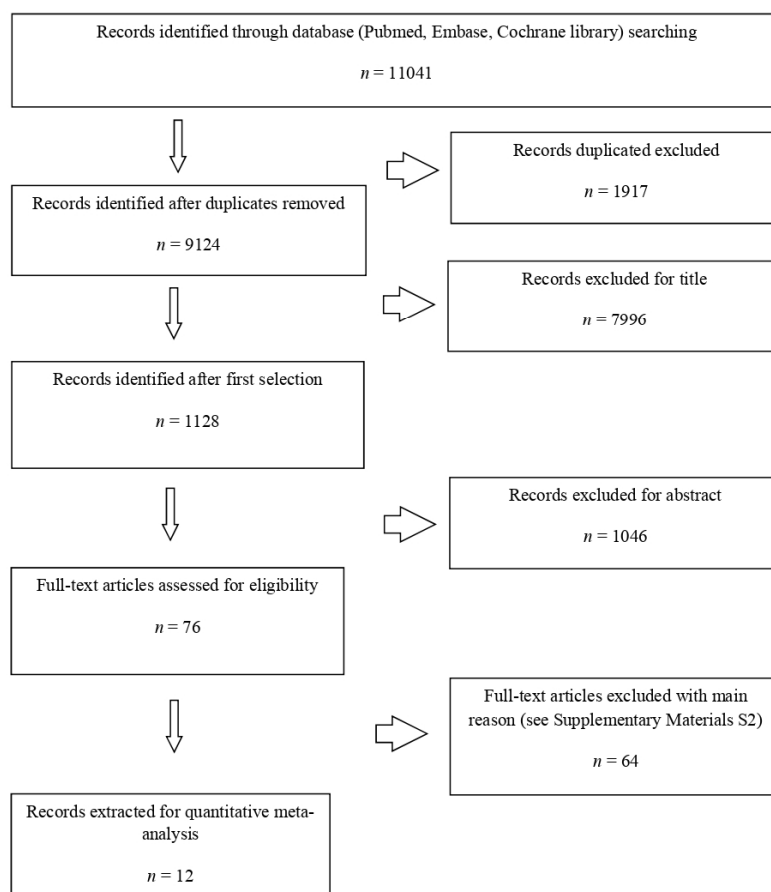 Records identified through database (Pubmed, Embase, Cochrane library) searching
n = 11041
Records duplicated excluded
n = 1917
Records identified after duplicates removed
n = 9124
Records excluded for title
n = 7996
Records identified after first selection
n = 1128
Records excluded for abstract
n = 1046
Full-text articles assessed for eligibility
n = 76
Full-text articles excluded with main
reason (see Supplementary Materials S2)
n = 64
Records extracted for quantitative meta-
analysis
n = 12